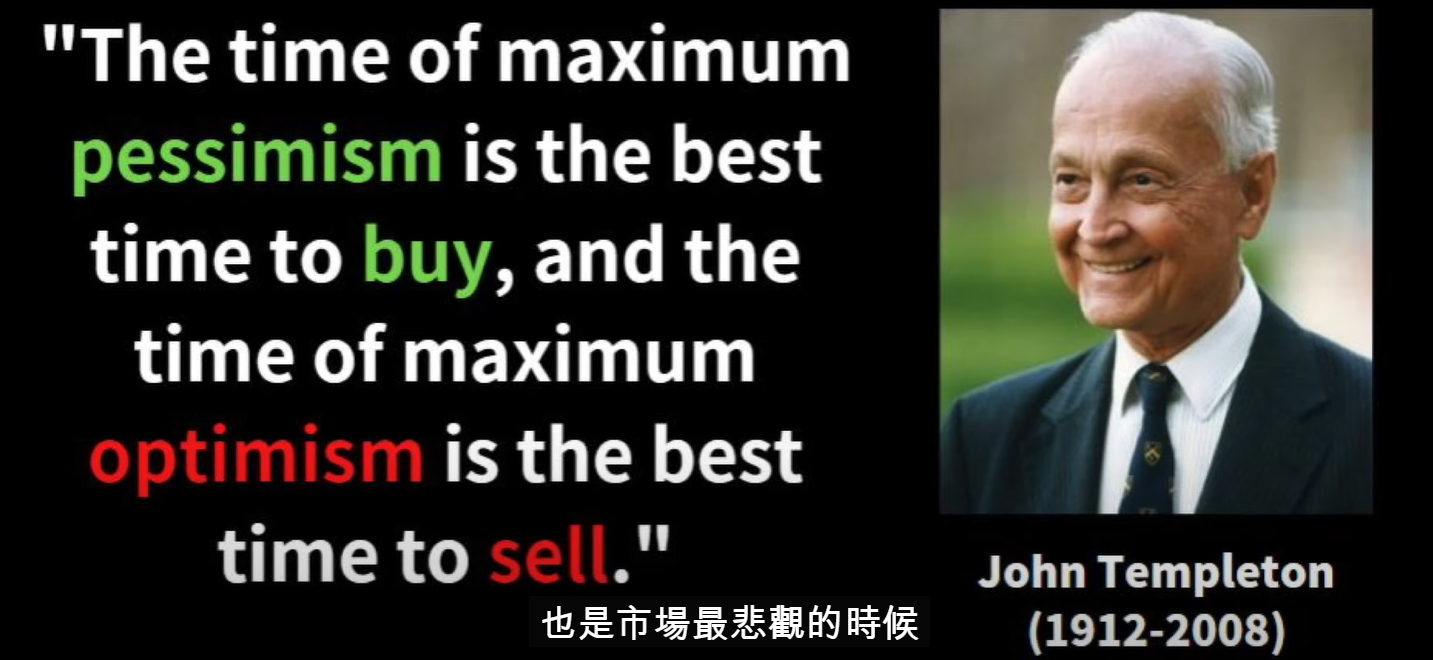 "The time of maximum
pessimism is the best
time to buy, and the
time of maximum
optimism is the best
time to sell."
John Templeton
(1912-2008)
也是市場最悲觀的時候